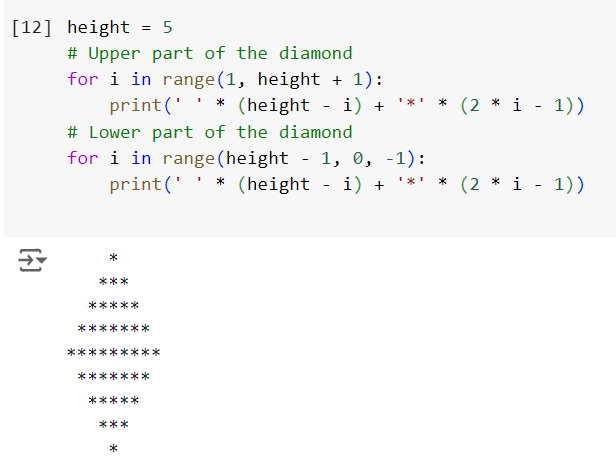 [12] height = 5
# Upper part of the diamond
for i in range(1, height + 1):
    print(' ' * (height - i) + '*' * (2 * i - 1))
# Lower part of the diamond
for i in range(height - 1, 0, -1):
    print(' ' * (height - i) + '*' * (2 * i - 1))
    *
   ***
  *****
 *******
*********
 *******
  *****
   ***
    *